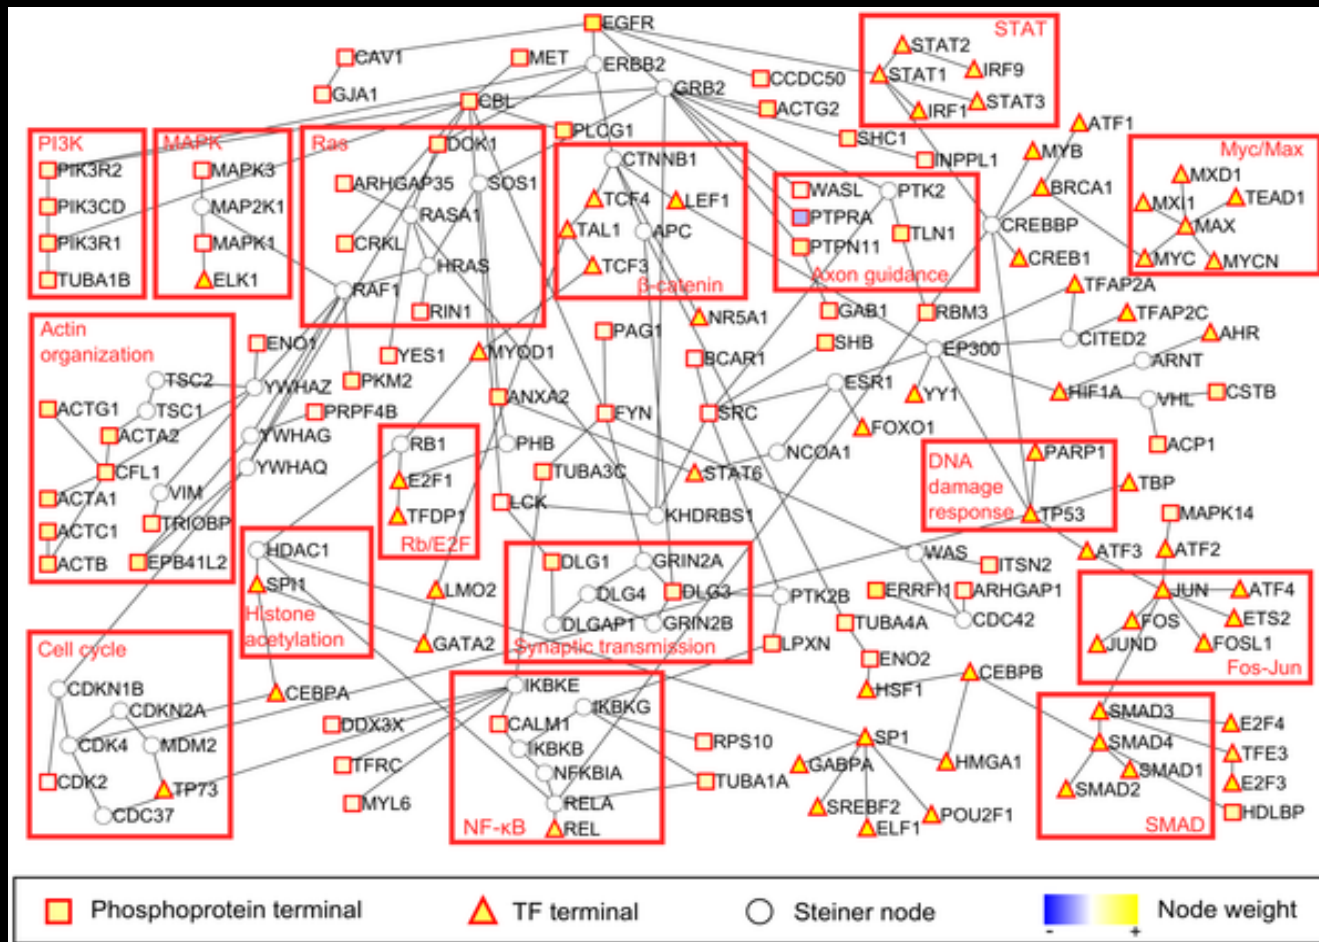 EGFR
STAT
STAT2
CAV1
MET
ERBB2
CCDC50
STAT1
IRF9
GJA1
CBL
GRB2
ACTG2
IRF1
STAT3
PI3K
MAPK
Ras
PLCG1
SHC1
ATF1
DOK1
CTNNB1
INPPL1
MYB
Myc/Max
PIK3R2
MAPK3
ARHGAP35
SOS1
WASL
PTK2
BRCA1
MXD1
PIK3CD
MAP2K1
RASA1
TCF4
LEF1
PTPRA
MXI1
TEAD1
PIK3R1
MAPK1
CRKL
TAL1
APC
PTPN11
TLN1
CREBBP
MAX
TUBA1B
ELK1
HRAS
TCF3
β-catenin
Axon guidance
CREB1
MYC
MYCN
RAF1
RIN1
NR5A1
GAB1
RBM3
TFAP2A
Actin
organization
ENO1
YES1
MYOD1
PAG1
BCAR1
SHB
EP300
CITED2
TFAP2C
AHR
TSC2
YWHAZ
PKM2
ESR1
ARNT
ACTG1
TSC1
PRPF4B
ANXA2
FYN
SRC
YY1
HIF1A
VHL
CSTB
ACTA2
YWHAG
RB1
PHB
FOXO1
ACP1
CFL1
YWHAQ
E2F1
TUBA3C
STAT6
NCOA1
DNA
damage
response
PARP1
ACTA1
VIM
TFDP1
LCK
KHDRBS1
TBP
ACTC1
TRIOBP
Rb/E2F
TP53
MAPK14
ACTB
EPB41L2
HDAC1
DLG1
GRIN2A
WAS
ITSN2
ATF3
ATF2
SPI1
Histone
acetylation
LMO2
DLG4
DLG3
PTK2B
ERRFI1
ARHGAP1
JUN
ATF4
DLGAP1
GRIN2B
TUBA4A
CDC42
FOS
ETS2
Cell cycle
GATA2
Synaptic transmission
LPXN
ENO2
JUND
FOSL1
Fos-Jun
CDKN1B
CEBPA
IKBKE
HSF1
CEBPB
CDKN2A
DDX3X
CALM1
IKBKG
SMAD3
E2F4
CDK4
MDM2
TFRC
IKBKB
RPS10
SP1
SMAD4
TFE3
CDK2
TP73
NFKBIA
TUBA1A
GABPA
HMGA1
SMAD1
E2F3
CDC37
MYL6
RELA
SREBF2
POU2F1
SMAD2
HDLBP
NF-κB
REL
ELF1
SMAD
Phosphoprotein terminal
TF terminal
Steiner node
Node weight
- +